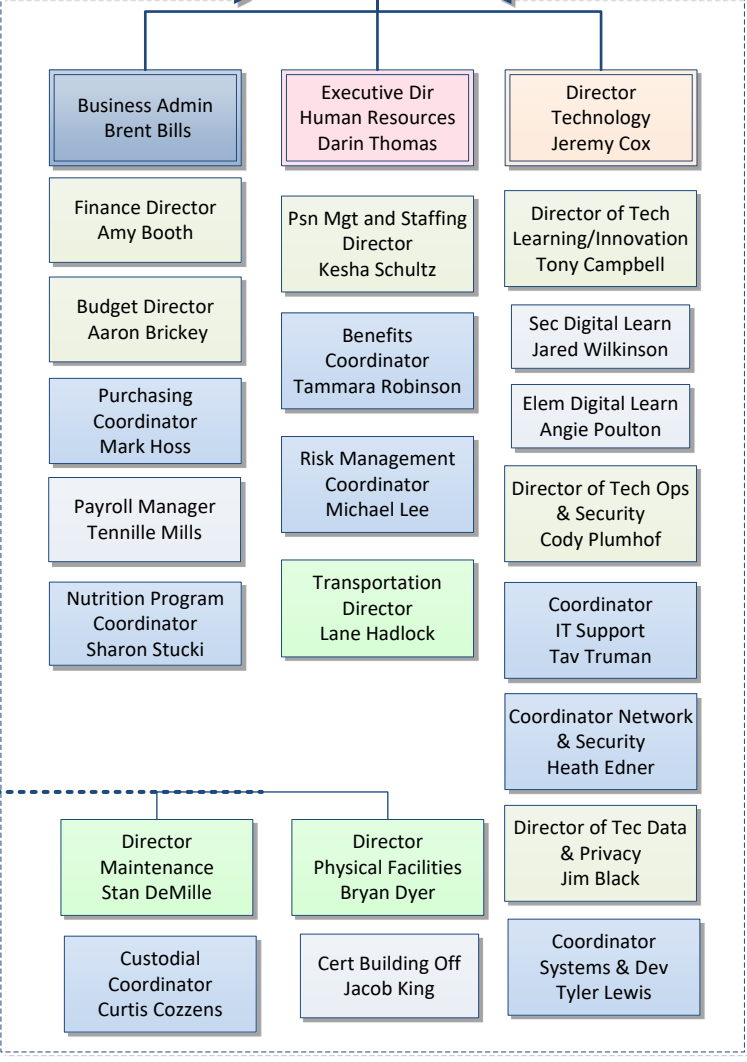 Business Admin
Brent Bills
Finance Director
Amy Booth
Budget Director
Aaron Brickey
Purchasing
Coordinator
Mark Hoss
Payroll Manager
Tennille Mills
Nutrition Program
Coordinator
Sharon Stucki
Executive Dir
Human Resources
Darin Thomas
Psn Mgt and Staffing
Director
Kesha Schultz
Benefits
Coordinator
Tammara Robinson
Risk Management
Coordinator
Michael Lee
Transportation
Director
Lane Hadlock
Director
Technology
Jeremy Cox
Director of Tech
Learning/Innovation
Tony Campbell
Sec Digital Learn
Jared Wilkinson
Elem Digital Learn
Angie Poulton
Director of Tech Ops
& Security
Cody Plumhof
Coordinator
IT Support
Tav Truman
Coordinator Network
& Security
Heath Edner
Director of Tec Data
& Privacy
Jim Black
Coordinator
Systems & Dev
Tyler Lewis
Director
Maintenance
Stan DeMille
Custodial
Coordinator
Curtis Cozzens
Director
Physical Facilities
Bryan Dyer
Cert Building Off
Jacob King